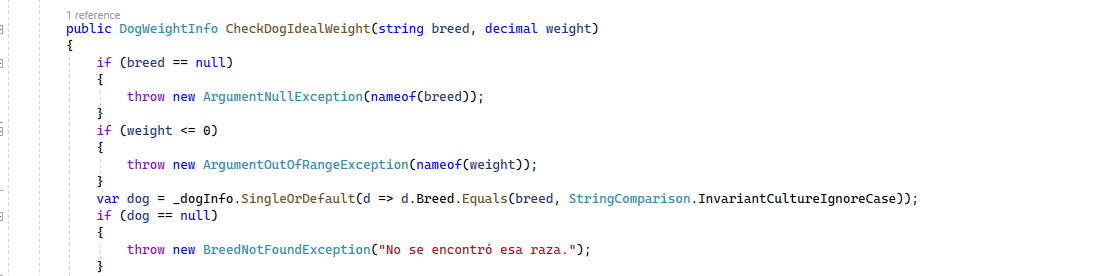 1 reference
public DogWeightInfo CheckDogIdealWeight(string breed, decimal weight)
{
if (breed == null)
{
throw new ArgumentNullException(nameof(breed));
}
if (weight <= 0)
{
throw new ArgumentOutOfRangeException(nameof(weight));
}
var dog = _dogInfo.SingleOrDefault(d => d.Breed.Equals(breed, StringComparison.InvariantCultureIgnoreCase));
if (dog == null)
{
throw new BreedNotFoundException("No se encontró esa raza.");
}